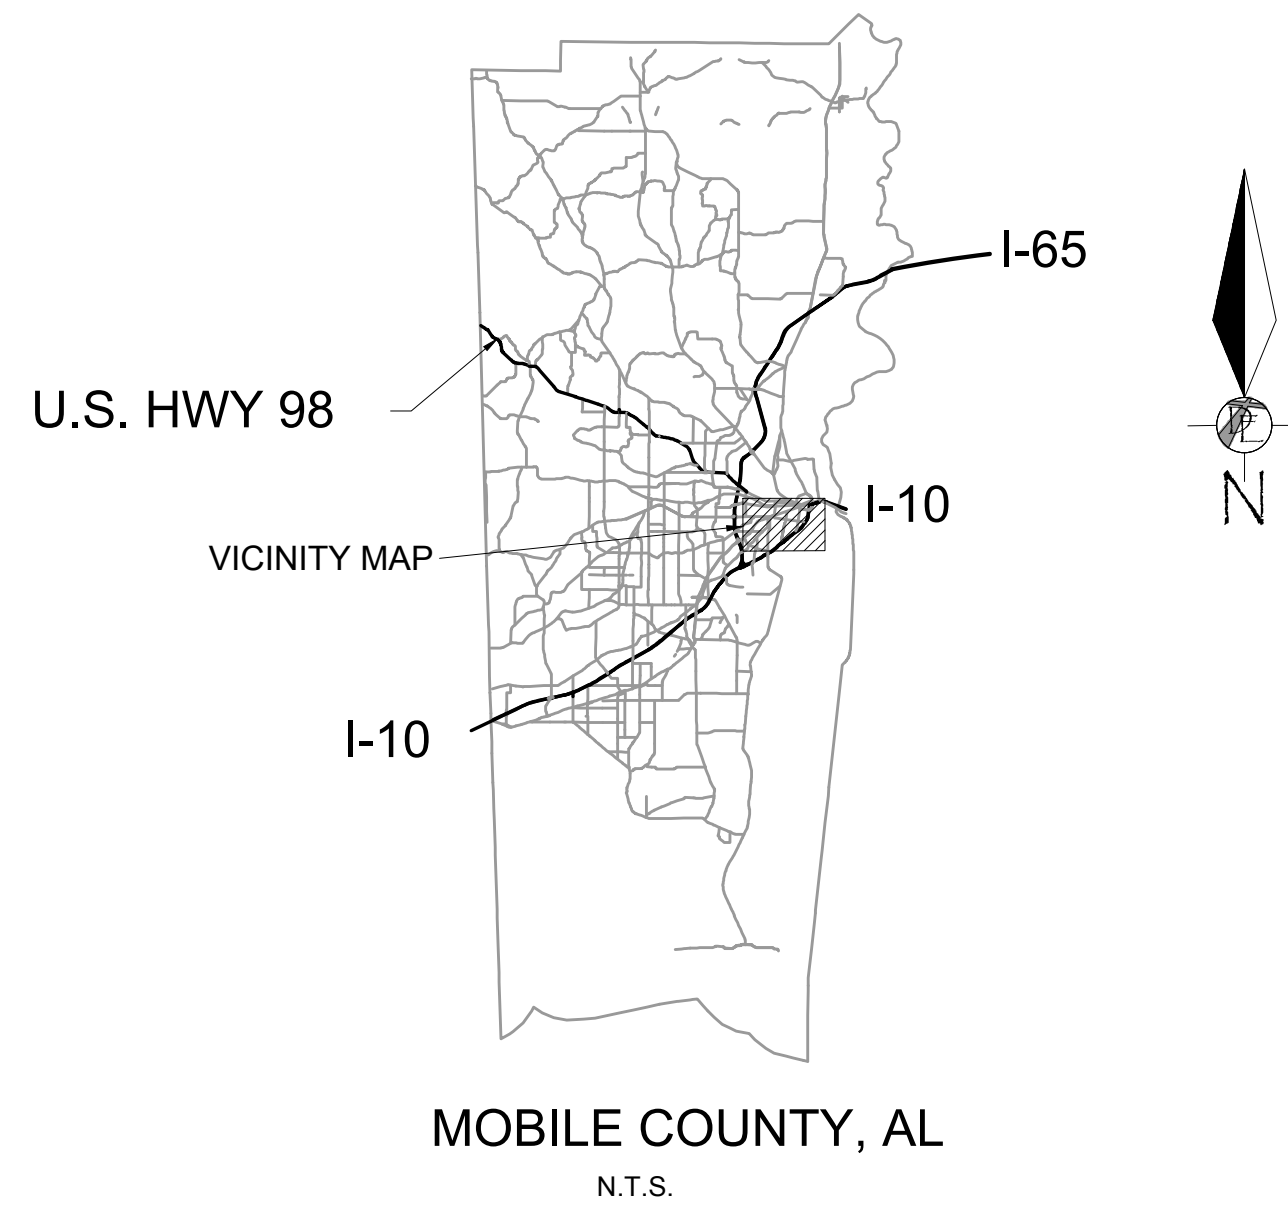 I-65
U.S. HWY 98
I-10
VICINITY MAP
I-10
N
MOBILE COUNTY, AL
N.T.S.